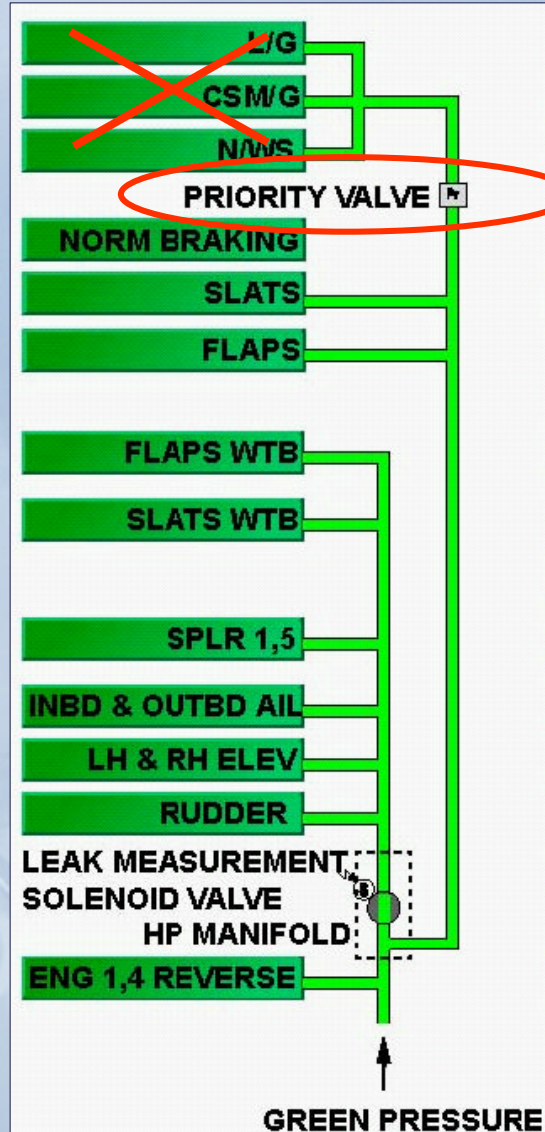 L/G
CSM/G
N/WS
PRIORITY VALVE
NORM BRAKING
SLATS
FLAPS
FLAPS WTB
SLATS WTB
SPLR 1,5
INBD & OUTBD AIL
LH & RH ELEV
RUDDER
LEAK MEASUREMENT
S
SOLENOID VALVE
HP MANIFOLD
ENG 1,4 REVERSE
GREEN PRESSURE